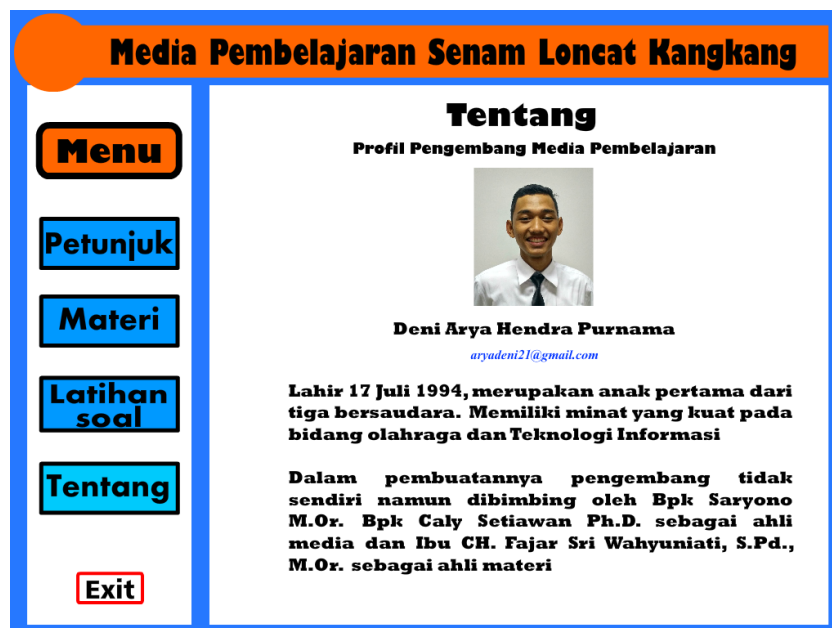 Media Pembelajaran Senam Loncat Kangkang
Menu
Petunjuk
Materi
Latihan
soal
Tentang
Exit
Tentang
Profil Pengembang Media Pembelajaran
Deni Arya Hendra Purnama
aryadeni21@gmail.com
Lahir 17 Juli 1994, merupakan anak pertama dari
tiga bersaudara. Memiliki minat yang kuat pada
bidang olahraga dan Teknologi Informasi
Dalam pembuatannya pengembang tidak
sendiri namun dibimbing oleh Bpk Saryono
M.Or. Bpk Caly Setiawan Ph.D. sebagai ahli
media dan Ibu CH. Fajar Sri Wahyuniati, S.Pd.,
M.Or. sebagai ahli materi